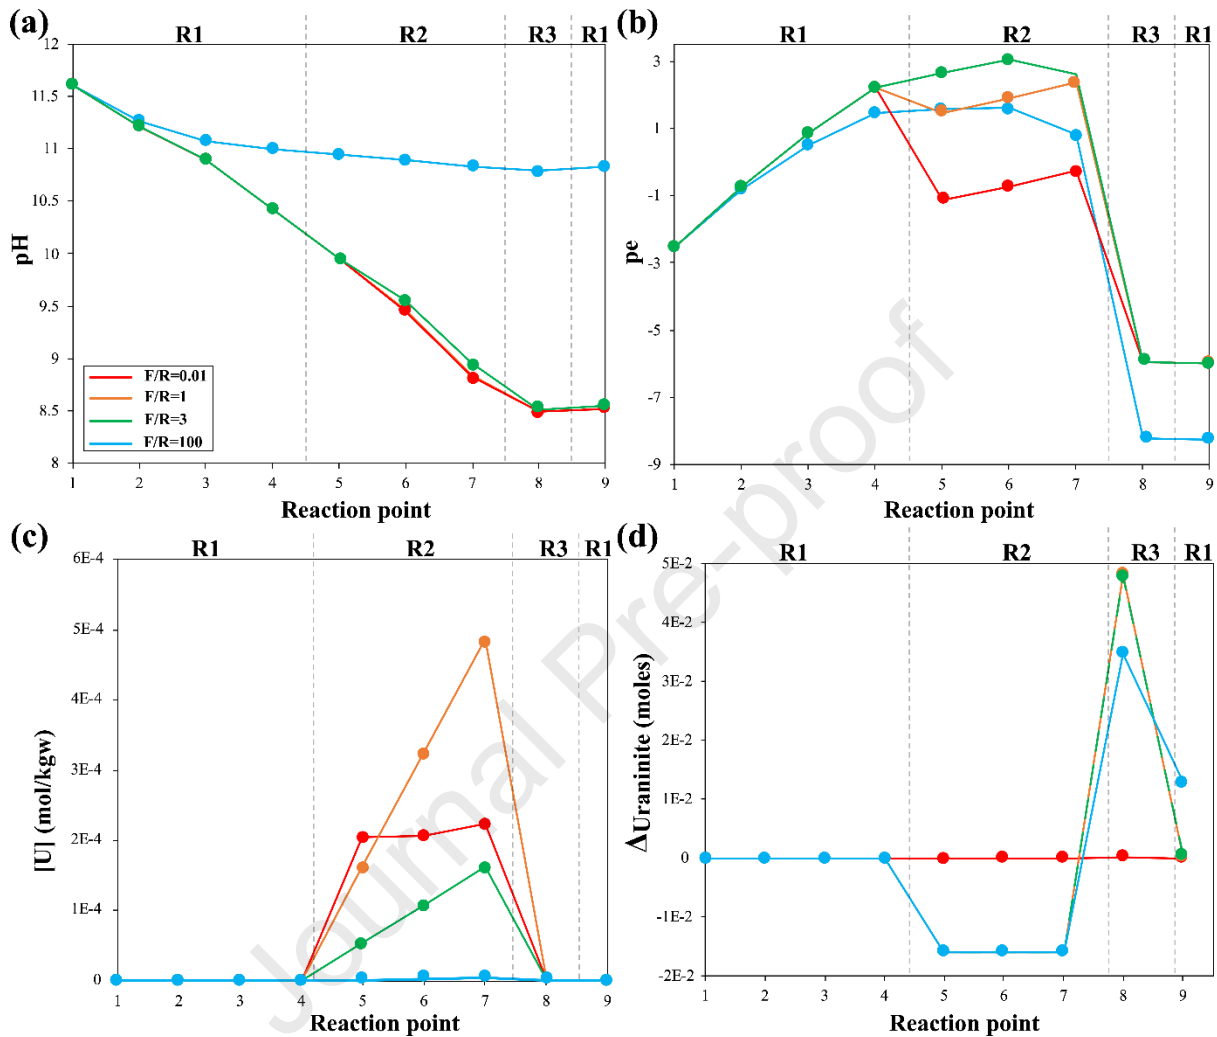 (a)
R1 R2 R3 R1
12
11.5
11
10.5
10
9.5
9
8.5
8
pH
F/R=0.01
F/R=1
F/R=3
F/R=100
1 2 3 4 5 6 7 8 9
Reaction point
(b)
R1 R2 R3 R1
3
1
-1
-3
-5
-7
-9
pe
1 2 3 4 5 6 7 8 9
Reaction point
(c)
R1 R2 R3 R1
6E-4
5E-4
4E-4
3E-4
2E-4
1E-4
0
[U] (mol/kgw)
1 2 3 4 5 6 7 8 9
Reaction point
(d)
R1 R2 R3 R1
5E-2
4E-2
3E-2
2E-2
1E-2
0
-1E-2
-2E-2
ΔUraninite (moles)
1 2 3 4 5 6 7 8 9
Reaction point
Journal Pre-proof